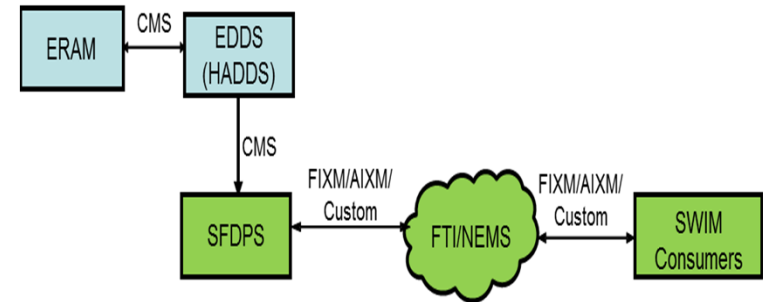 ERAM
CMS
EDDS
(HADDS)
CMS
SFDPS
FIXM/AIXM/
Custom
FTI/NEMS
FIXM/AIXM/
Custom
SWIM
Consumers